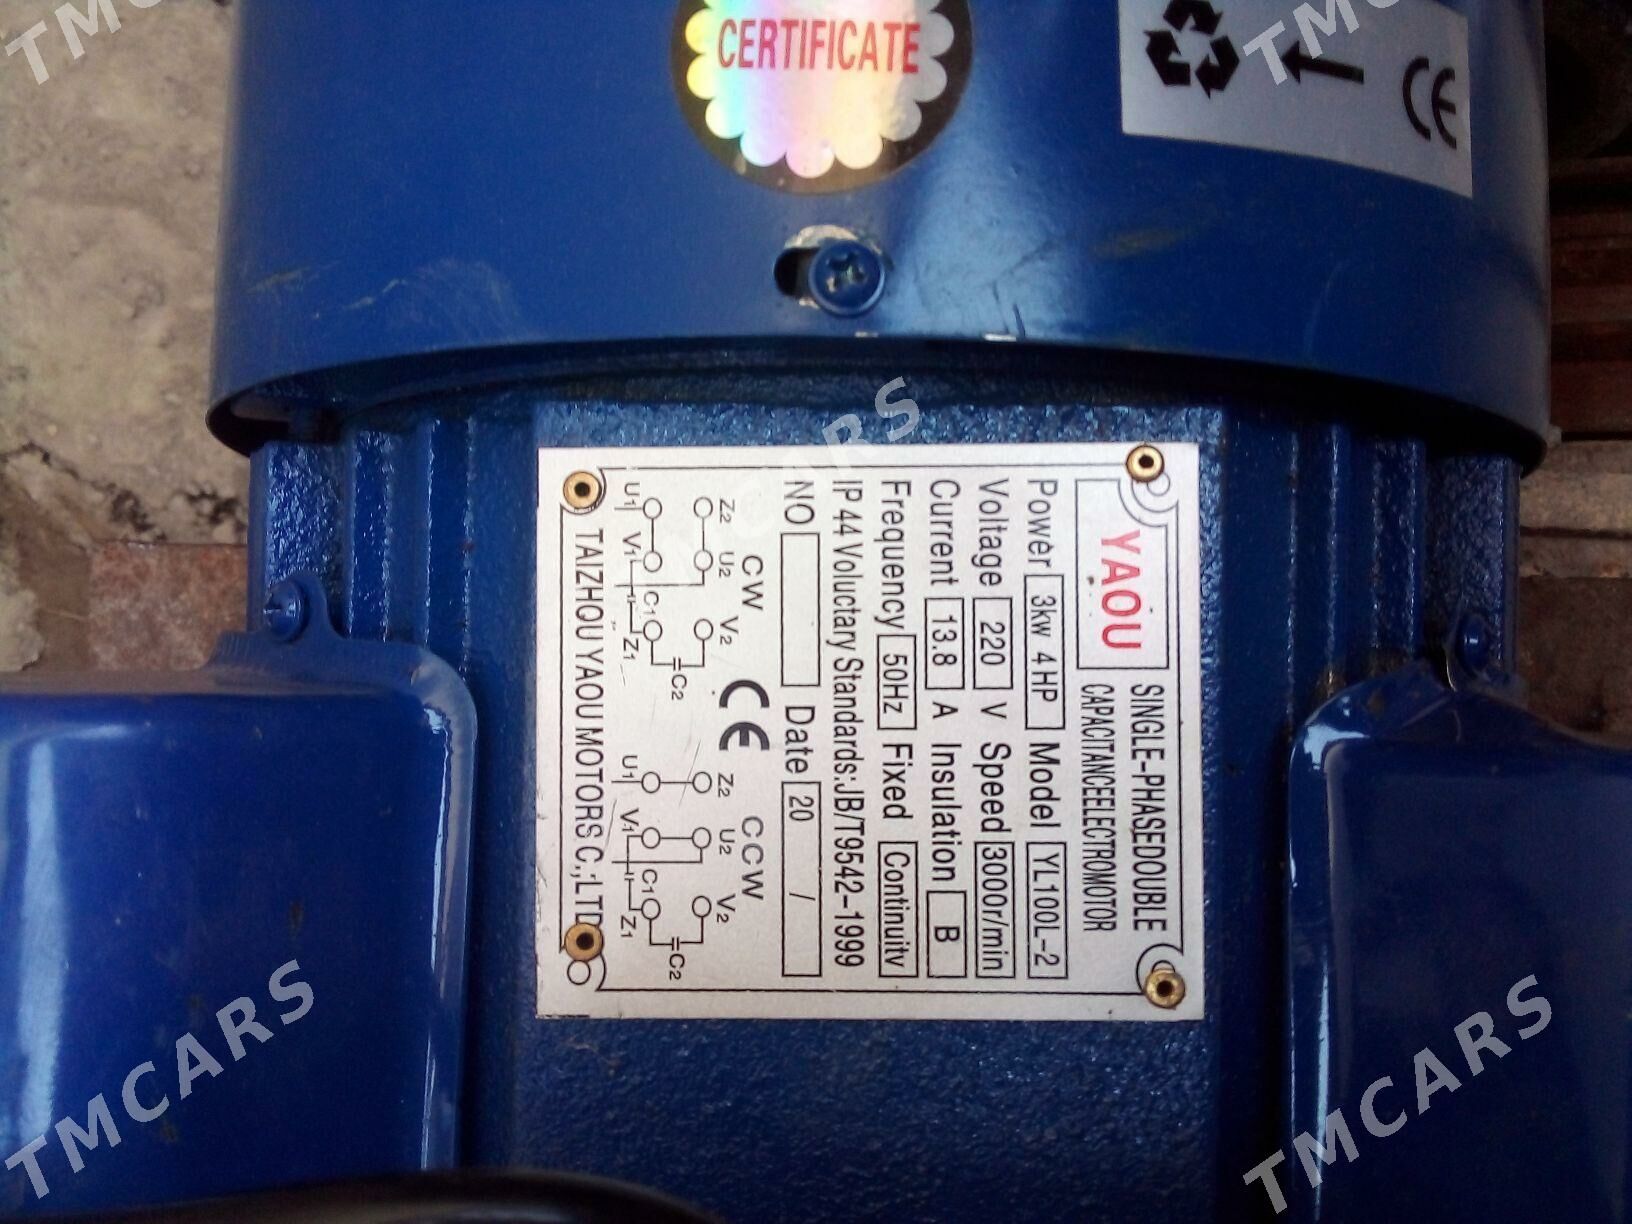 CERTIFICATE
CE
YAOU
SINGLE-PHASEDOUBLE
CAPACITANCEELECTROMOTOR
Power 3kw 4HP Model YL100L-2
Voltage 220 V Speed 3000r/min
Current 13.8 A Insulation B
Frequency 50Hz Fixed Continuitv
IP44 Voluctary Standards:JB/T9542-1999
NO Date 20 /
CW CE CCW
Z2 U2 V2 Z2 U2 V2
C2 C2
C1 C1
U1 V1 Z1 U1 V1 Z1
TAIZHOU YAOU MOTORS C.,;LTD
TMCARS
TMCARS
TMCARS
TMCARS
TMCARS